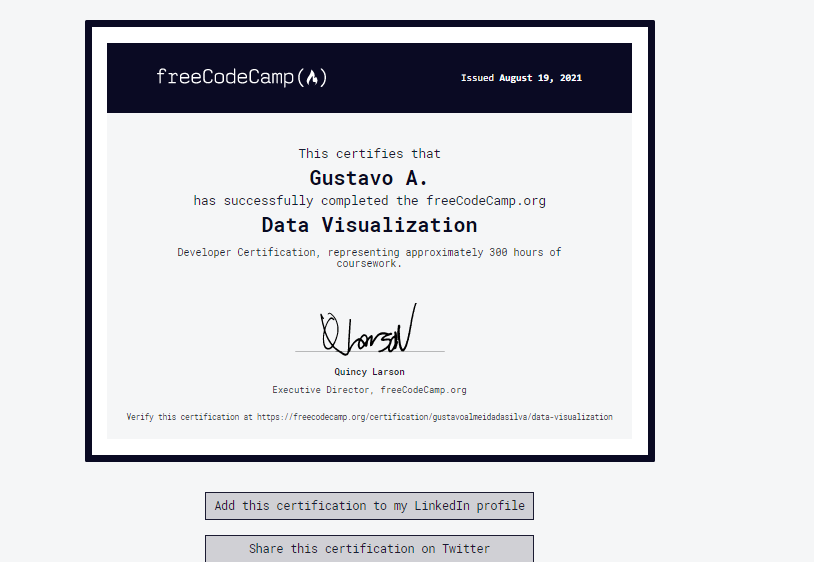 freeCodeCamp(🔥)
Issued August 19, 2021
This certifies that
Gustavo A.
has successfully completed the freeCodeCamp.org
Data Visualization
Developer Certification, representing approximately 300 hours of
coursework.
Q Larson
Quincy Larson
Executive Director, freeCodeCamp.org
Verify this certification at https://freecodecamp.org/certification/gustavoalmeidadasilva/data-visualization
Add this certification to my LinkedIn profile
Share this certification on Twitter